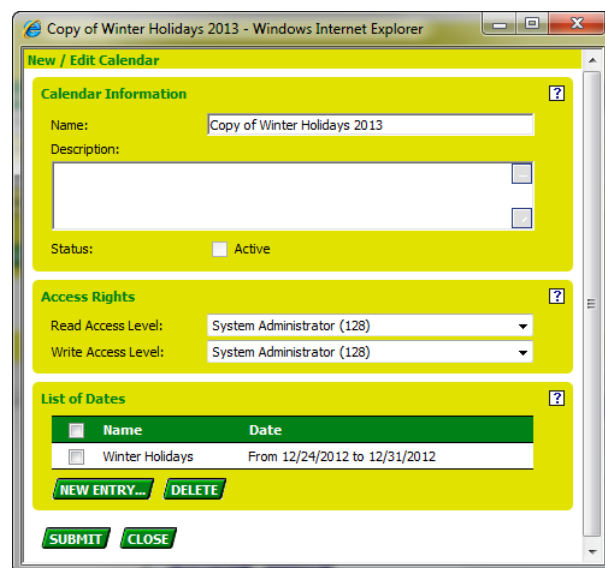 Copy of Winter Holidays 2013 - Windows Internet Explorer
New / Edit Calendar
Calendar Information ?
Name: Copy of Winter Holidays 2013
Description:
Status: Active
Access Rights ?
Read Access Level: System Administrator (128)
Write Access Level: System Administrator (128)
List of Dates ?
Name Date
Winter Holidays From 12/24/2012 to 12/31/2012
NEW ENTRY... DELETE
SUBMIT CLOSE